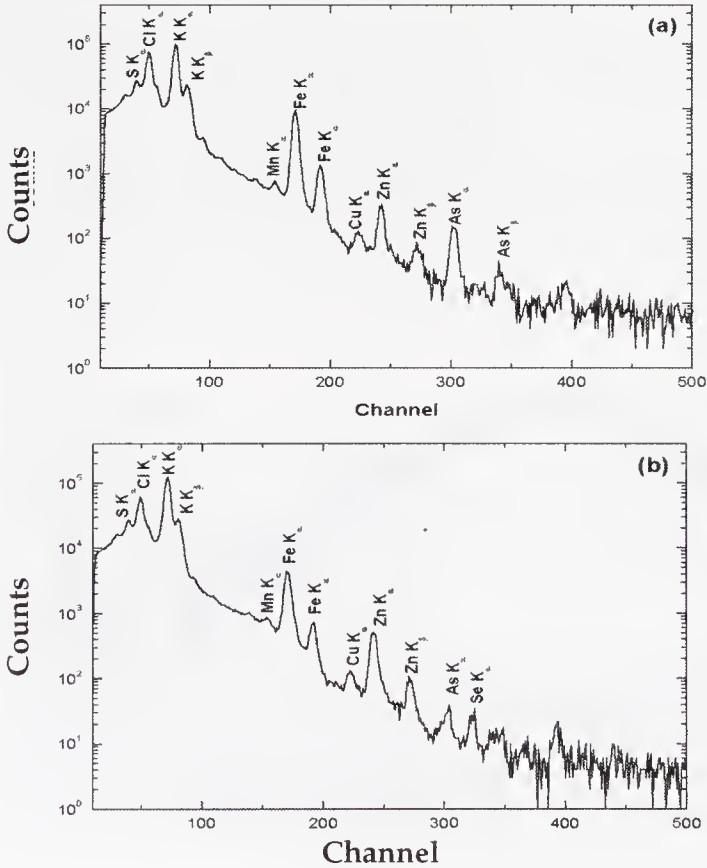 (a)
S Kα
Cl Kα
K Kα
K Kβ
Mn Kα
Fe Kα
Fe Kα
Cu Kα
Zn Kα
Zn Kβ
As Kα
As Kβ
10⁵
10⁴
10³
10²
10¹
10⁰
Counts
100
200
300
400
500
Channel
(b)
S Kα
Cl Kα
K Kα
K Kβ
Mn Kα
Fe Kα
Fe Kα
Cu Kα
Zn Kα
Zn Kβ
As Kα
Se Kα
10⁵
10⁴
10³
10²
10¹
10⁰
Counts
100
200
300
400
500
Channel